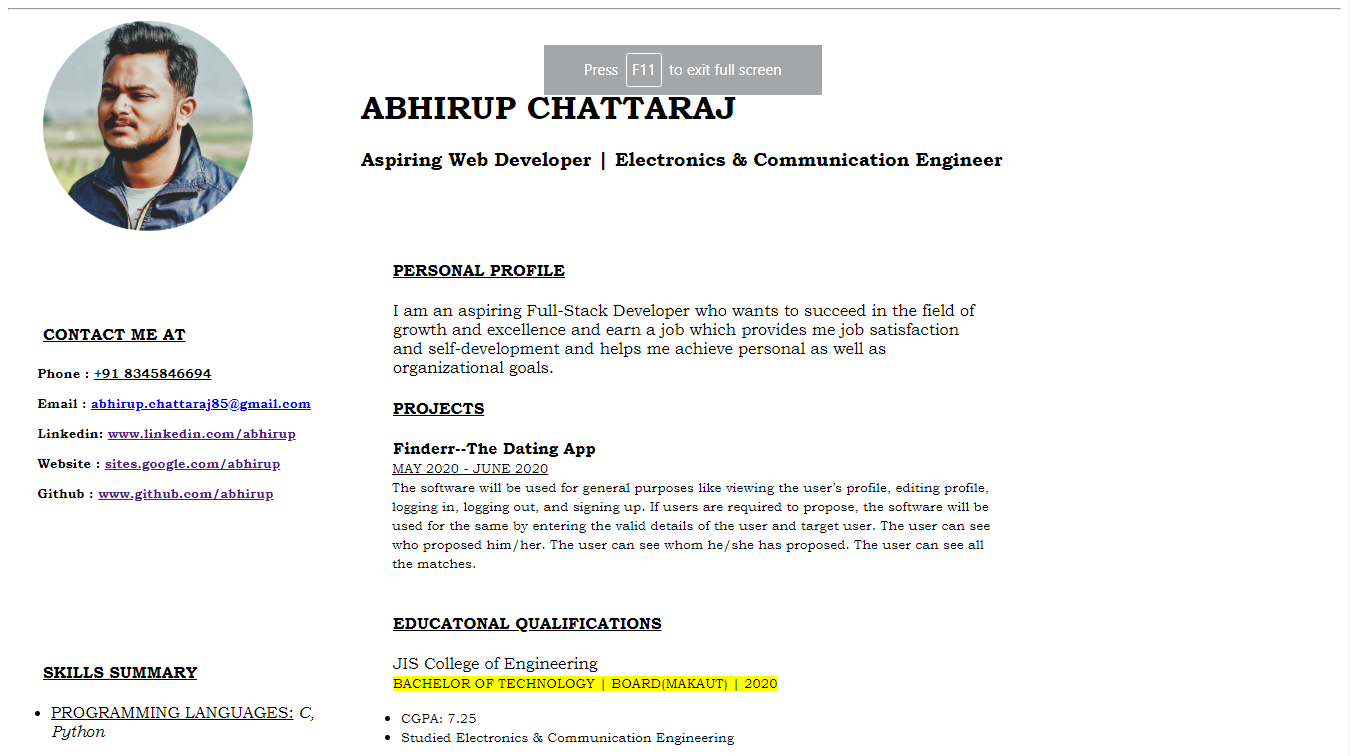 Press F11 to exit full screen
ABHIRUP CHATTARAJ
Aspiring Web Developer | Electronics & Communication Engineer
CONTACT ME AT
Phone : +91 8345846694
Email : abhirup.chattaraj85@gmail.com
Linkedin: www.linkedin.com/abhirup
Website : sites.google.com/abhirup
Github : www.github.com/abhirup
SKILLS SUMMARY
• PROGRAMMING LANGUAGES: C,
Python
PERSONAL PROFILE
I am an aspiring Full-Stack Developer who wants to succeed in the field of
growth and excellence and earn a job which provides me job satisfaction
and self-development and helps me achieve personal as well as
organizational goals.
PROJECTS
Finderr--The Dating App
MAY 2020 - JUNE 2020
The software will be used for general purposes like viewing the user’s profile, editing profile,
logging in, logging out, and signing up. If users are required to propose, the software will be
used for the same by entering the valid details of the user and target user. The user can see
who proposed him/her. The user can see whom he/she has proposed. The user can see all
the matches.
EDUCATONAL QUALIFICATIONS
JIS College of Engineering
BACHELOR OF TECHNOLOGY | BOARD(MAKAUT) | 2020
• CGPA: 7.25
• Studied Electronics & Communication Engineering